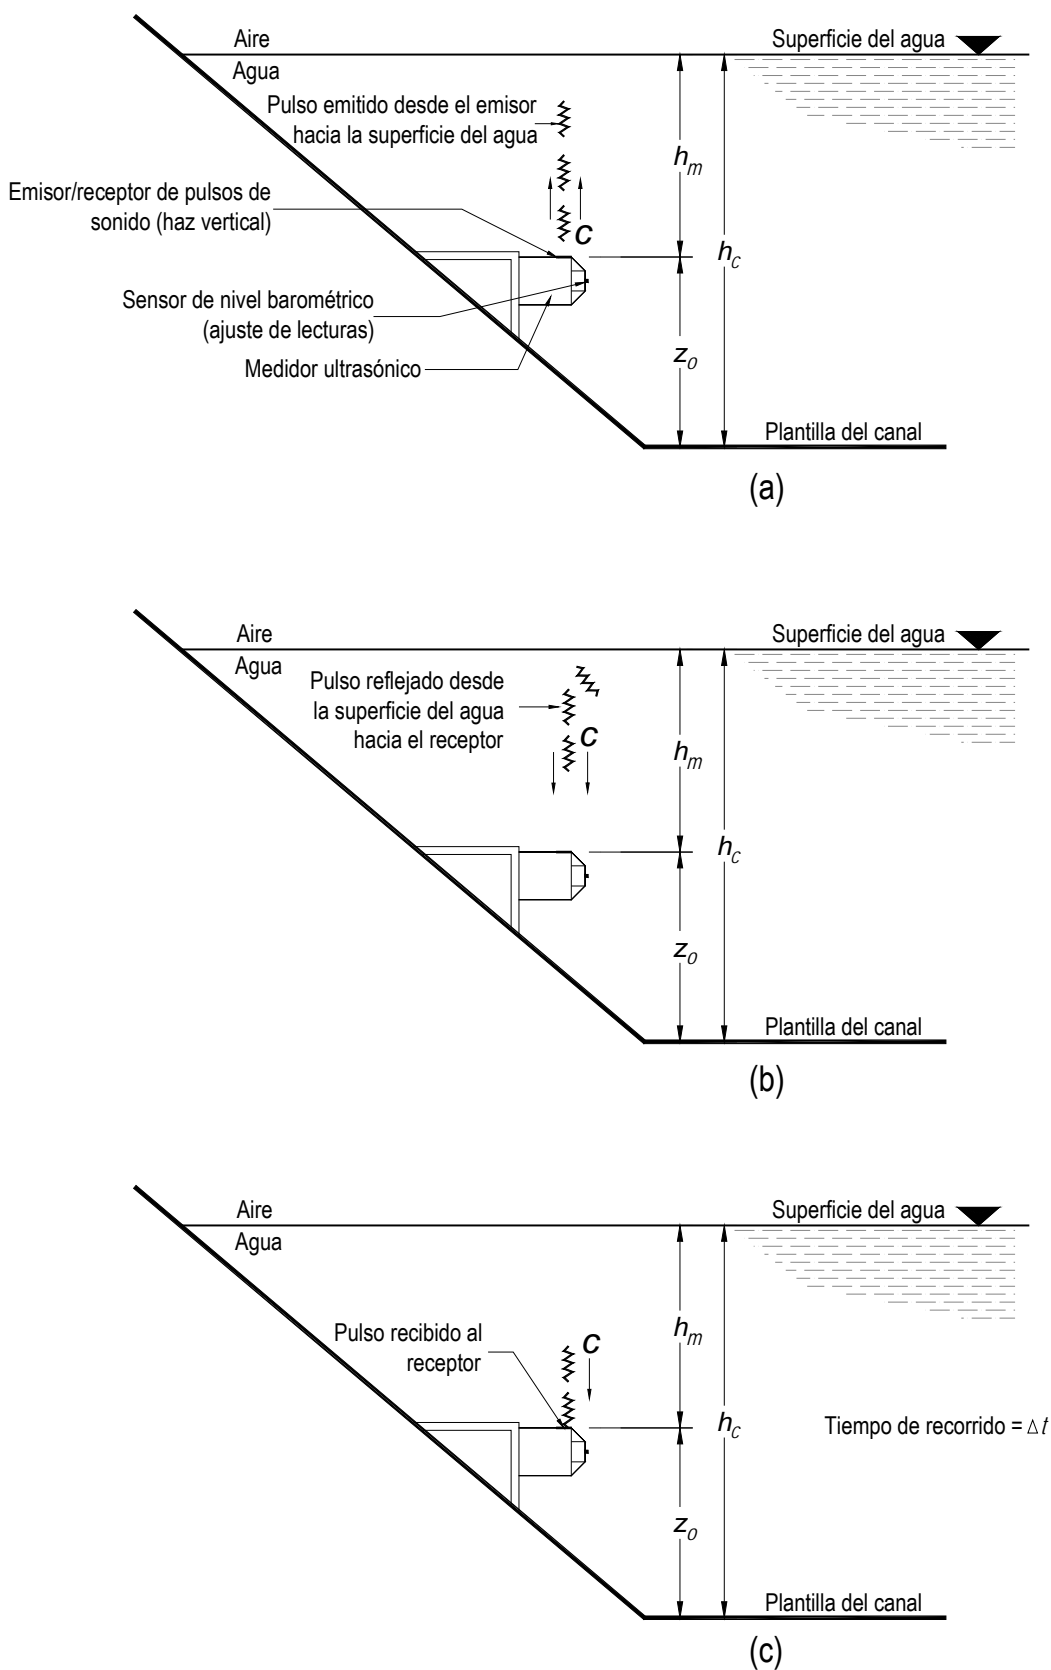 Aire
Superficie del agua
Agua
Pulso emitido desde el emisor
hacia la superficie del agua
h_m
Emisor/receptor de pulsos de
sonido (haz vertical)
c
h_c
Sensor de nivel barométrico
(ajuste de lecturas)
z_0
Medidor ultrasónico
Plantilla del canal
(a)
Aire
Superficie del agua
Agua
Pulso reflejado desde
la superficie del agua
hacia el receptor
c
h_m
h_c
z_0
Plantilla del canal
(b)
Aire
Superficie del agua
Agua
Pulso recibido al
receptor
c
h_m
h_c
Tiempo de recorrido = Δt
z_0
Plantilla del canal
(c)